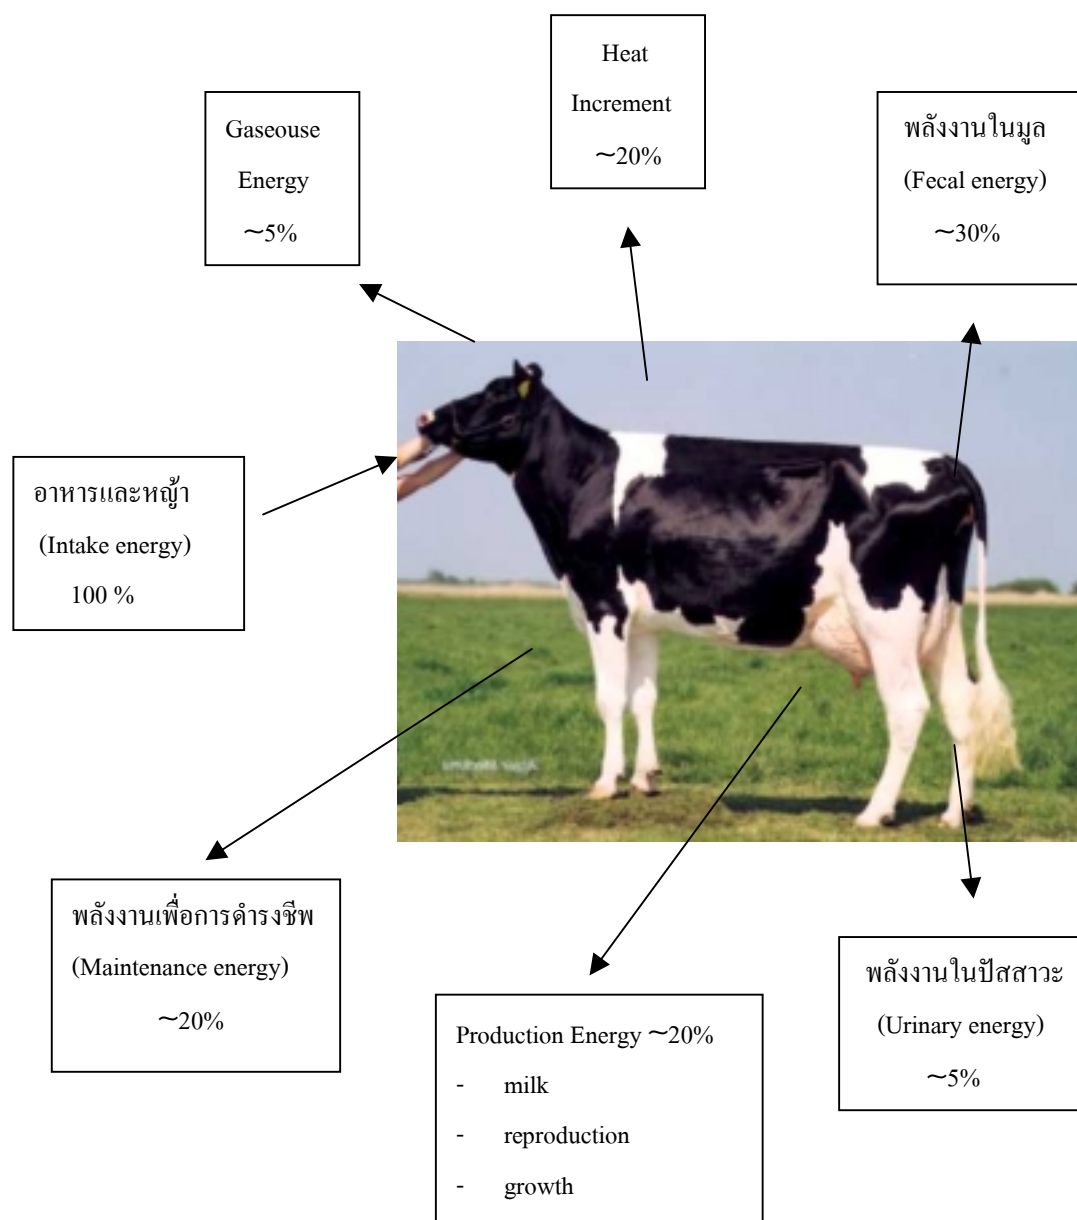 Heat
Increment
~20%
Gaseouse
Energy
~5%
พลังงานในมูล
(Fecal energy)
~30%
อาหารและหญ้า
(Intake energy)
100 %
พลังงานเพื่อการดำรงชีพ
(Maintenance energy)
~20%
Production Energy ~20%
- milk
- reproduction
- growth
พลังงานในปัสสาวะ
(Urinary energy)
~5%